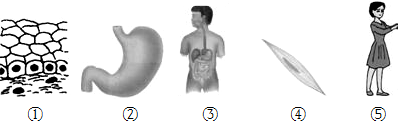 ① ② ③ ④ ⑤